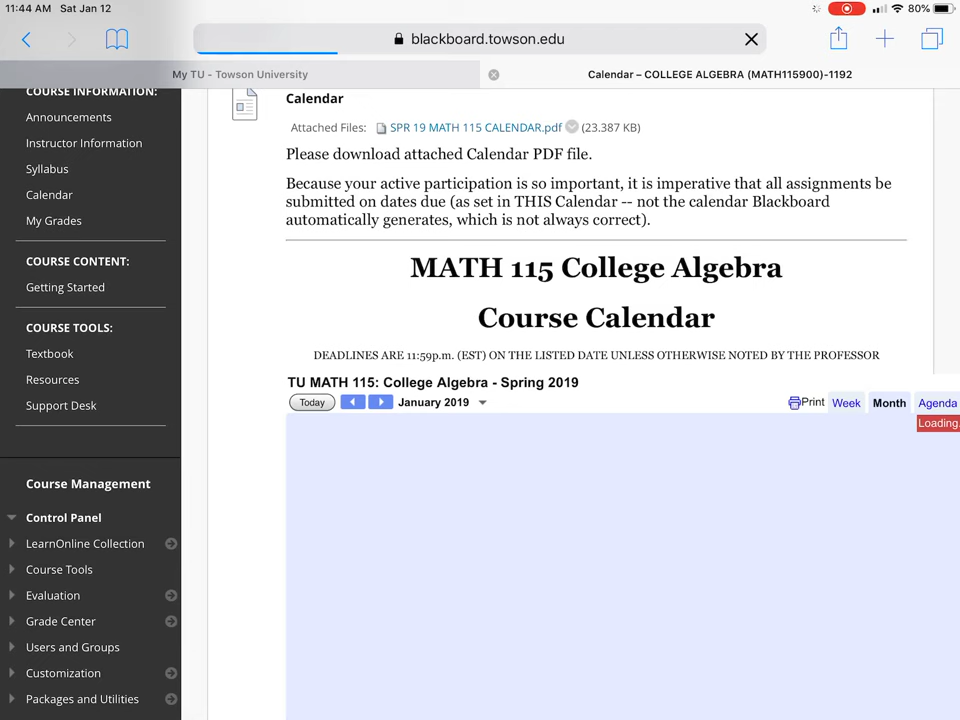 11:44 AM Sat Jan 12
80%
blackboard.towson.edu
My TU - Towson University
Calendar – COLLEGE ALGEBRA (MATH115900)-1192
COURSE INFORMATION:
Announcements
Instructor Information
Syllabus
Calendar
My Grades
COURSE CONTENT:
Getting Started
COURSE TOOLS:
Textbook
Resources
Support Desk
Course Management
Control Panel
LearnOnline Collection
Course Tools
Evaluation
Grade Center
Users and Groups
Customization
Packages and Utilities
Calendar
Attached Files: SPR 19 MATH 115 CALENDAR.pdf (23.387 KB)
Please download attached Calendar PDF file.
Because your active participation is so important, it is imperative that all assignments be
submitted on dates due (as set in THIS Calendar -- not the calendar Blackboard
automatically generates, which is not always correct).
MATH 115 College Algebra
Course Calendar
DEADLINES ARE 11:59p.m. (EST) ON THE LISTED DATE UNLESS OTHERWISE NOTED BY THE PROFESSOR
TU MATH 115: College Algebra - Spring 2019
Today January 2019 Print Week Month Agenda
Loading.